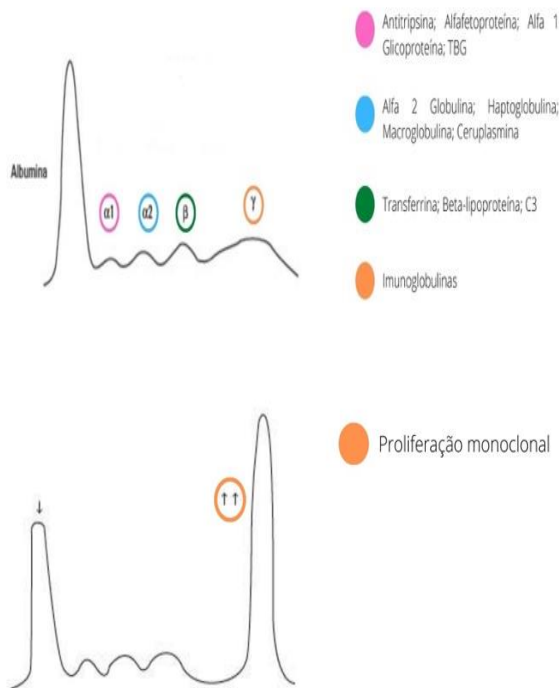 Antitripsina; Alfafetoproteína; Alfa 1
Glicoproteína; TBG
Alfa 2 Globulina; Haptoglobulina;
Macroglobulina; Ceruplasmina
Albumina
α1
α2
β
γ
Transferrina; Beta-lipoproteína; C3
Imunoglobulinas
Proliferação monoclonal
↓
↑ ↑